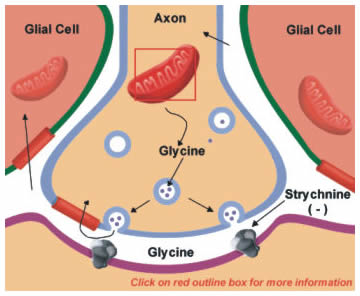 Axon
Glial Cell
Glial Cell
Glycine
Strychnine
(-)
Glycine
Click on red outline box for more information